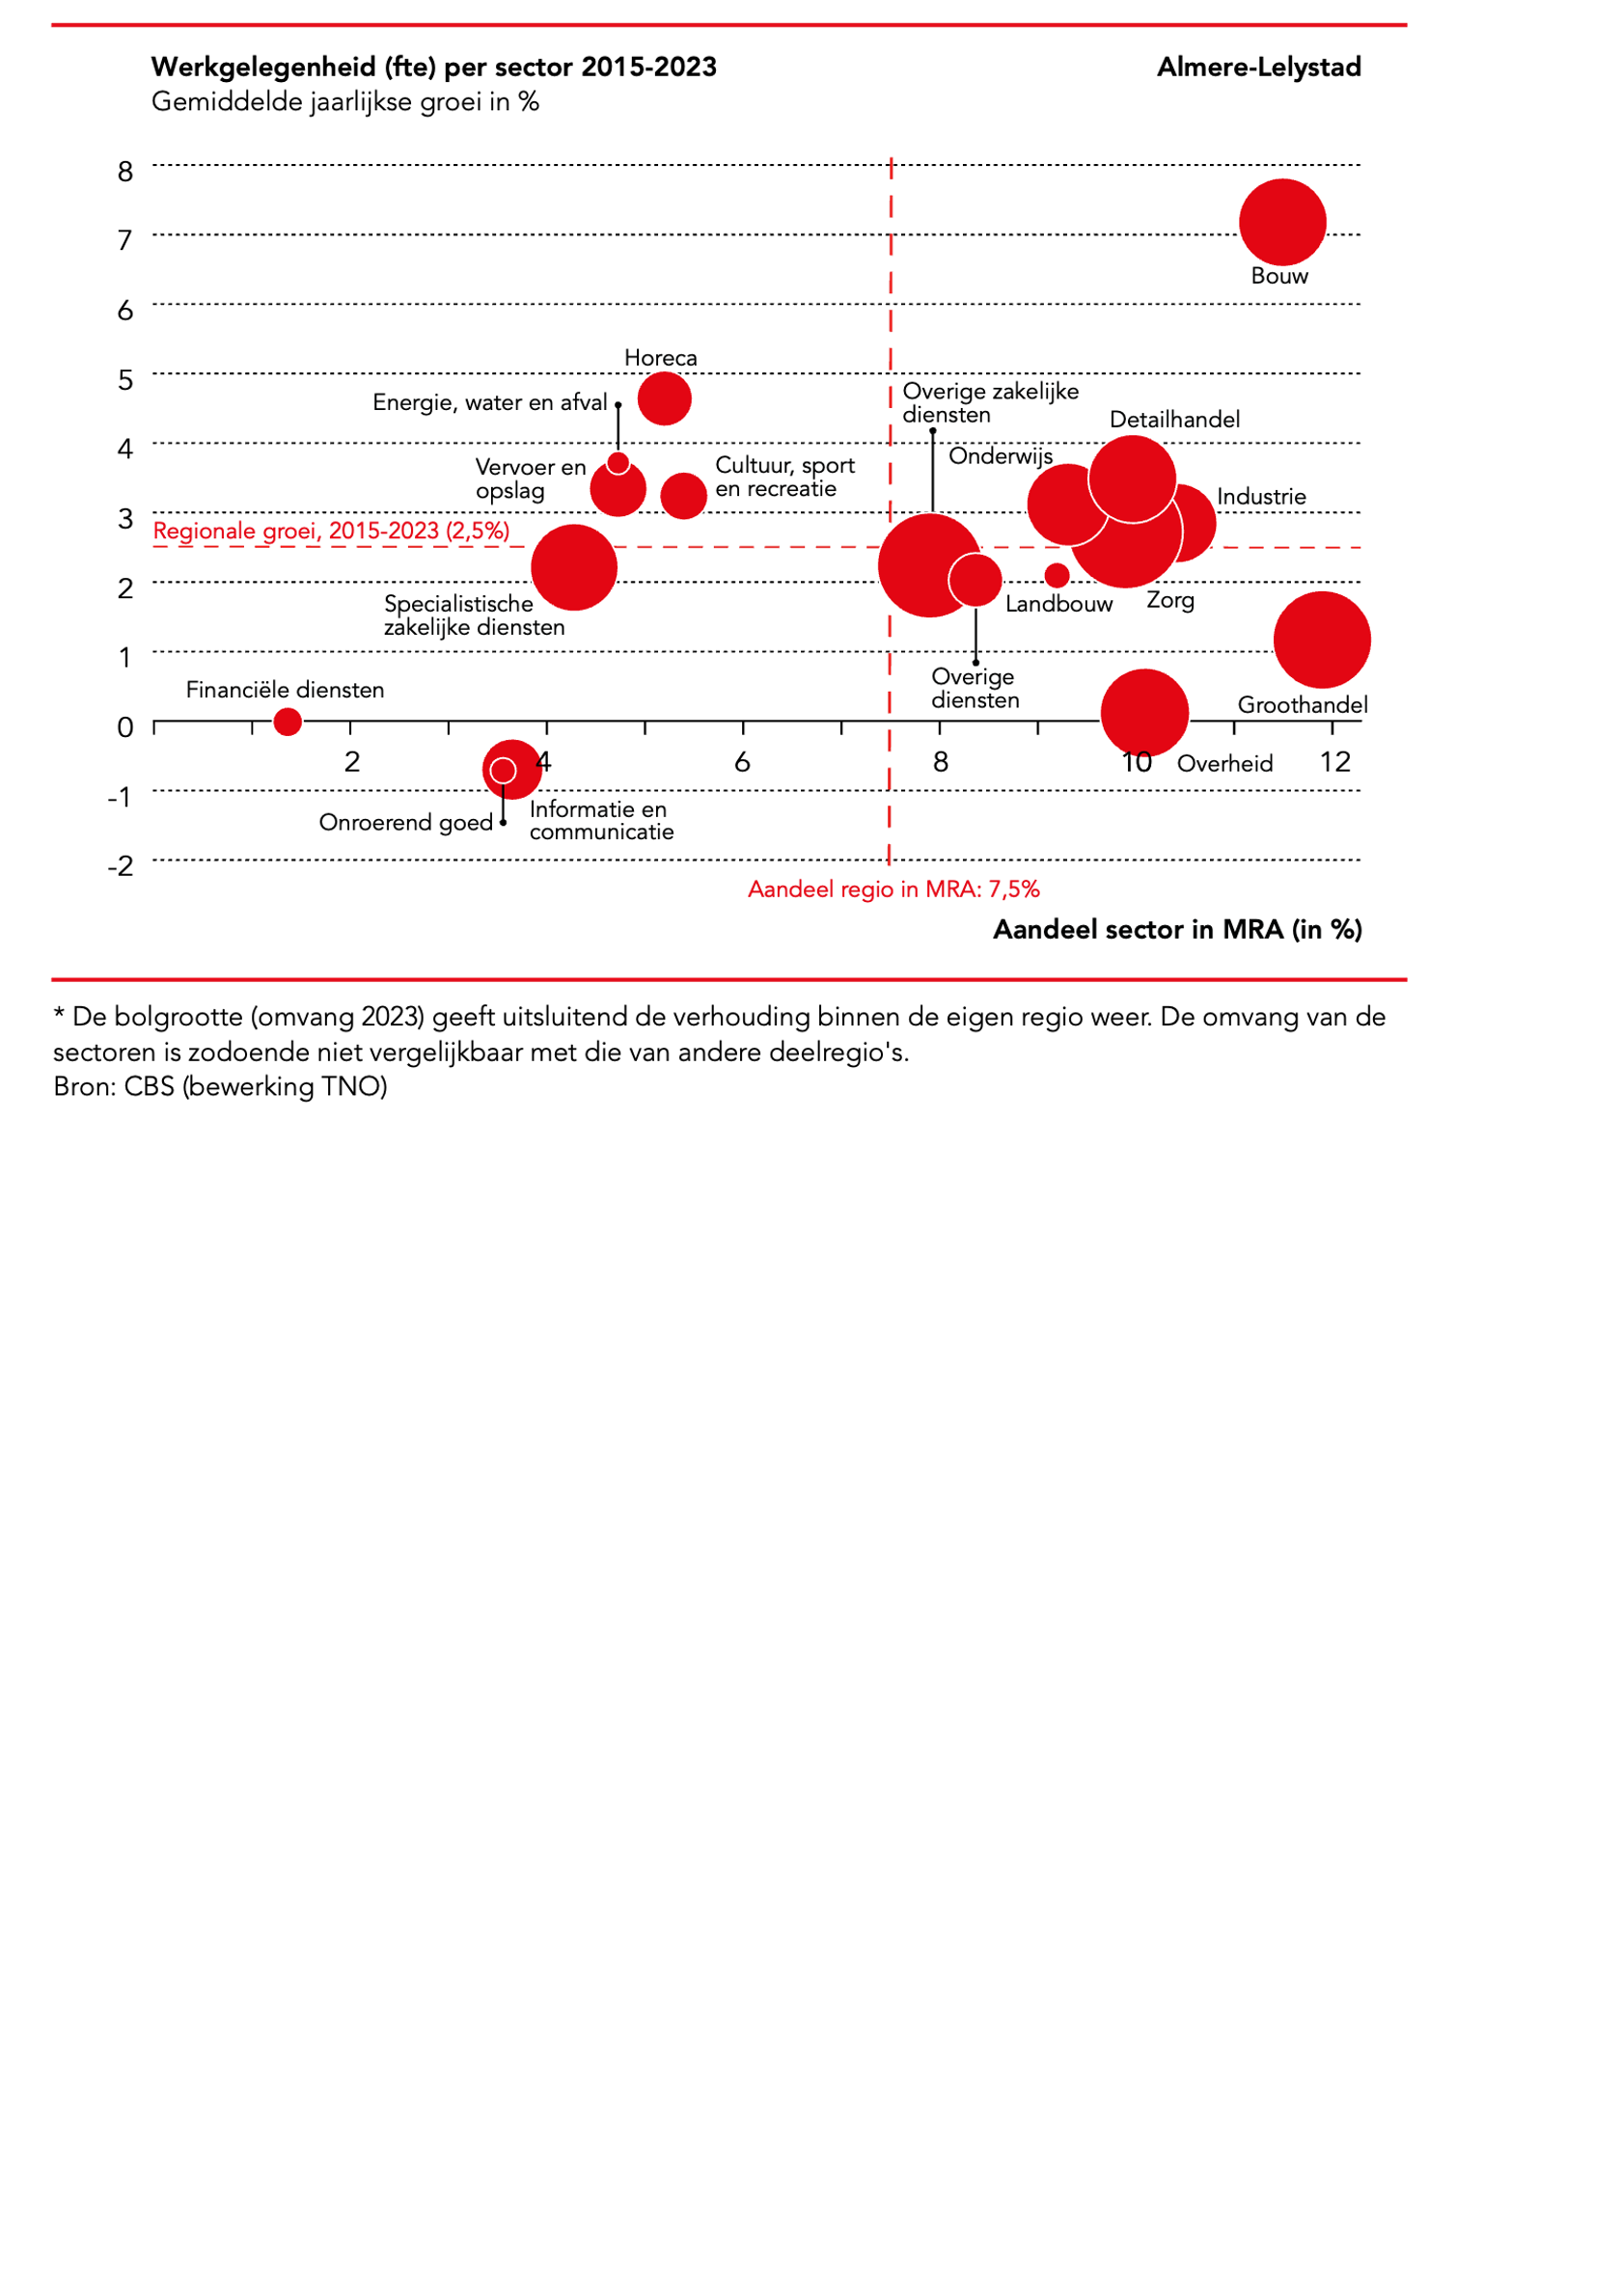 Werkgelegenheid (fte) per sector 2015-2023
Almere-Lelystad
Gemiddelde jaarlijkse groei in %
8
7
Bouw
6
Horeca
5
Energie, water en afval
Overige zakelijke
diensten
Detailhandel
4
Onderwijs
Vervoer en
opslag
Cultuur, sport
en recreatie
Industrie
3
Regionale groei, 2015-2023 (2,5%)
2
Specialistische
zakelijke diensten
Landbouw
Zorg
1
Overige
diensten
Financiële diensten
Groothandel
0
2
4
6
8
10
12
Overheid
-1
Onroerend goed
Informatie en
communicatie
-2
Aandeel regio in MRA: 7,5%
Aandeel sector in MRA (in %)
* De bolgrootte (omvang 2023) geeft uitsluitend de verhouding binnen de eigen regio weer. De omvang van de
sectoren is zodoende niet vergelijkbaar met die van andere deelregio's.
Bron: CBS (bewerking TNO)